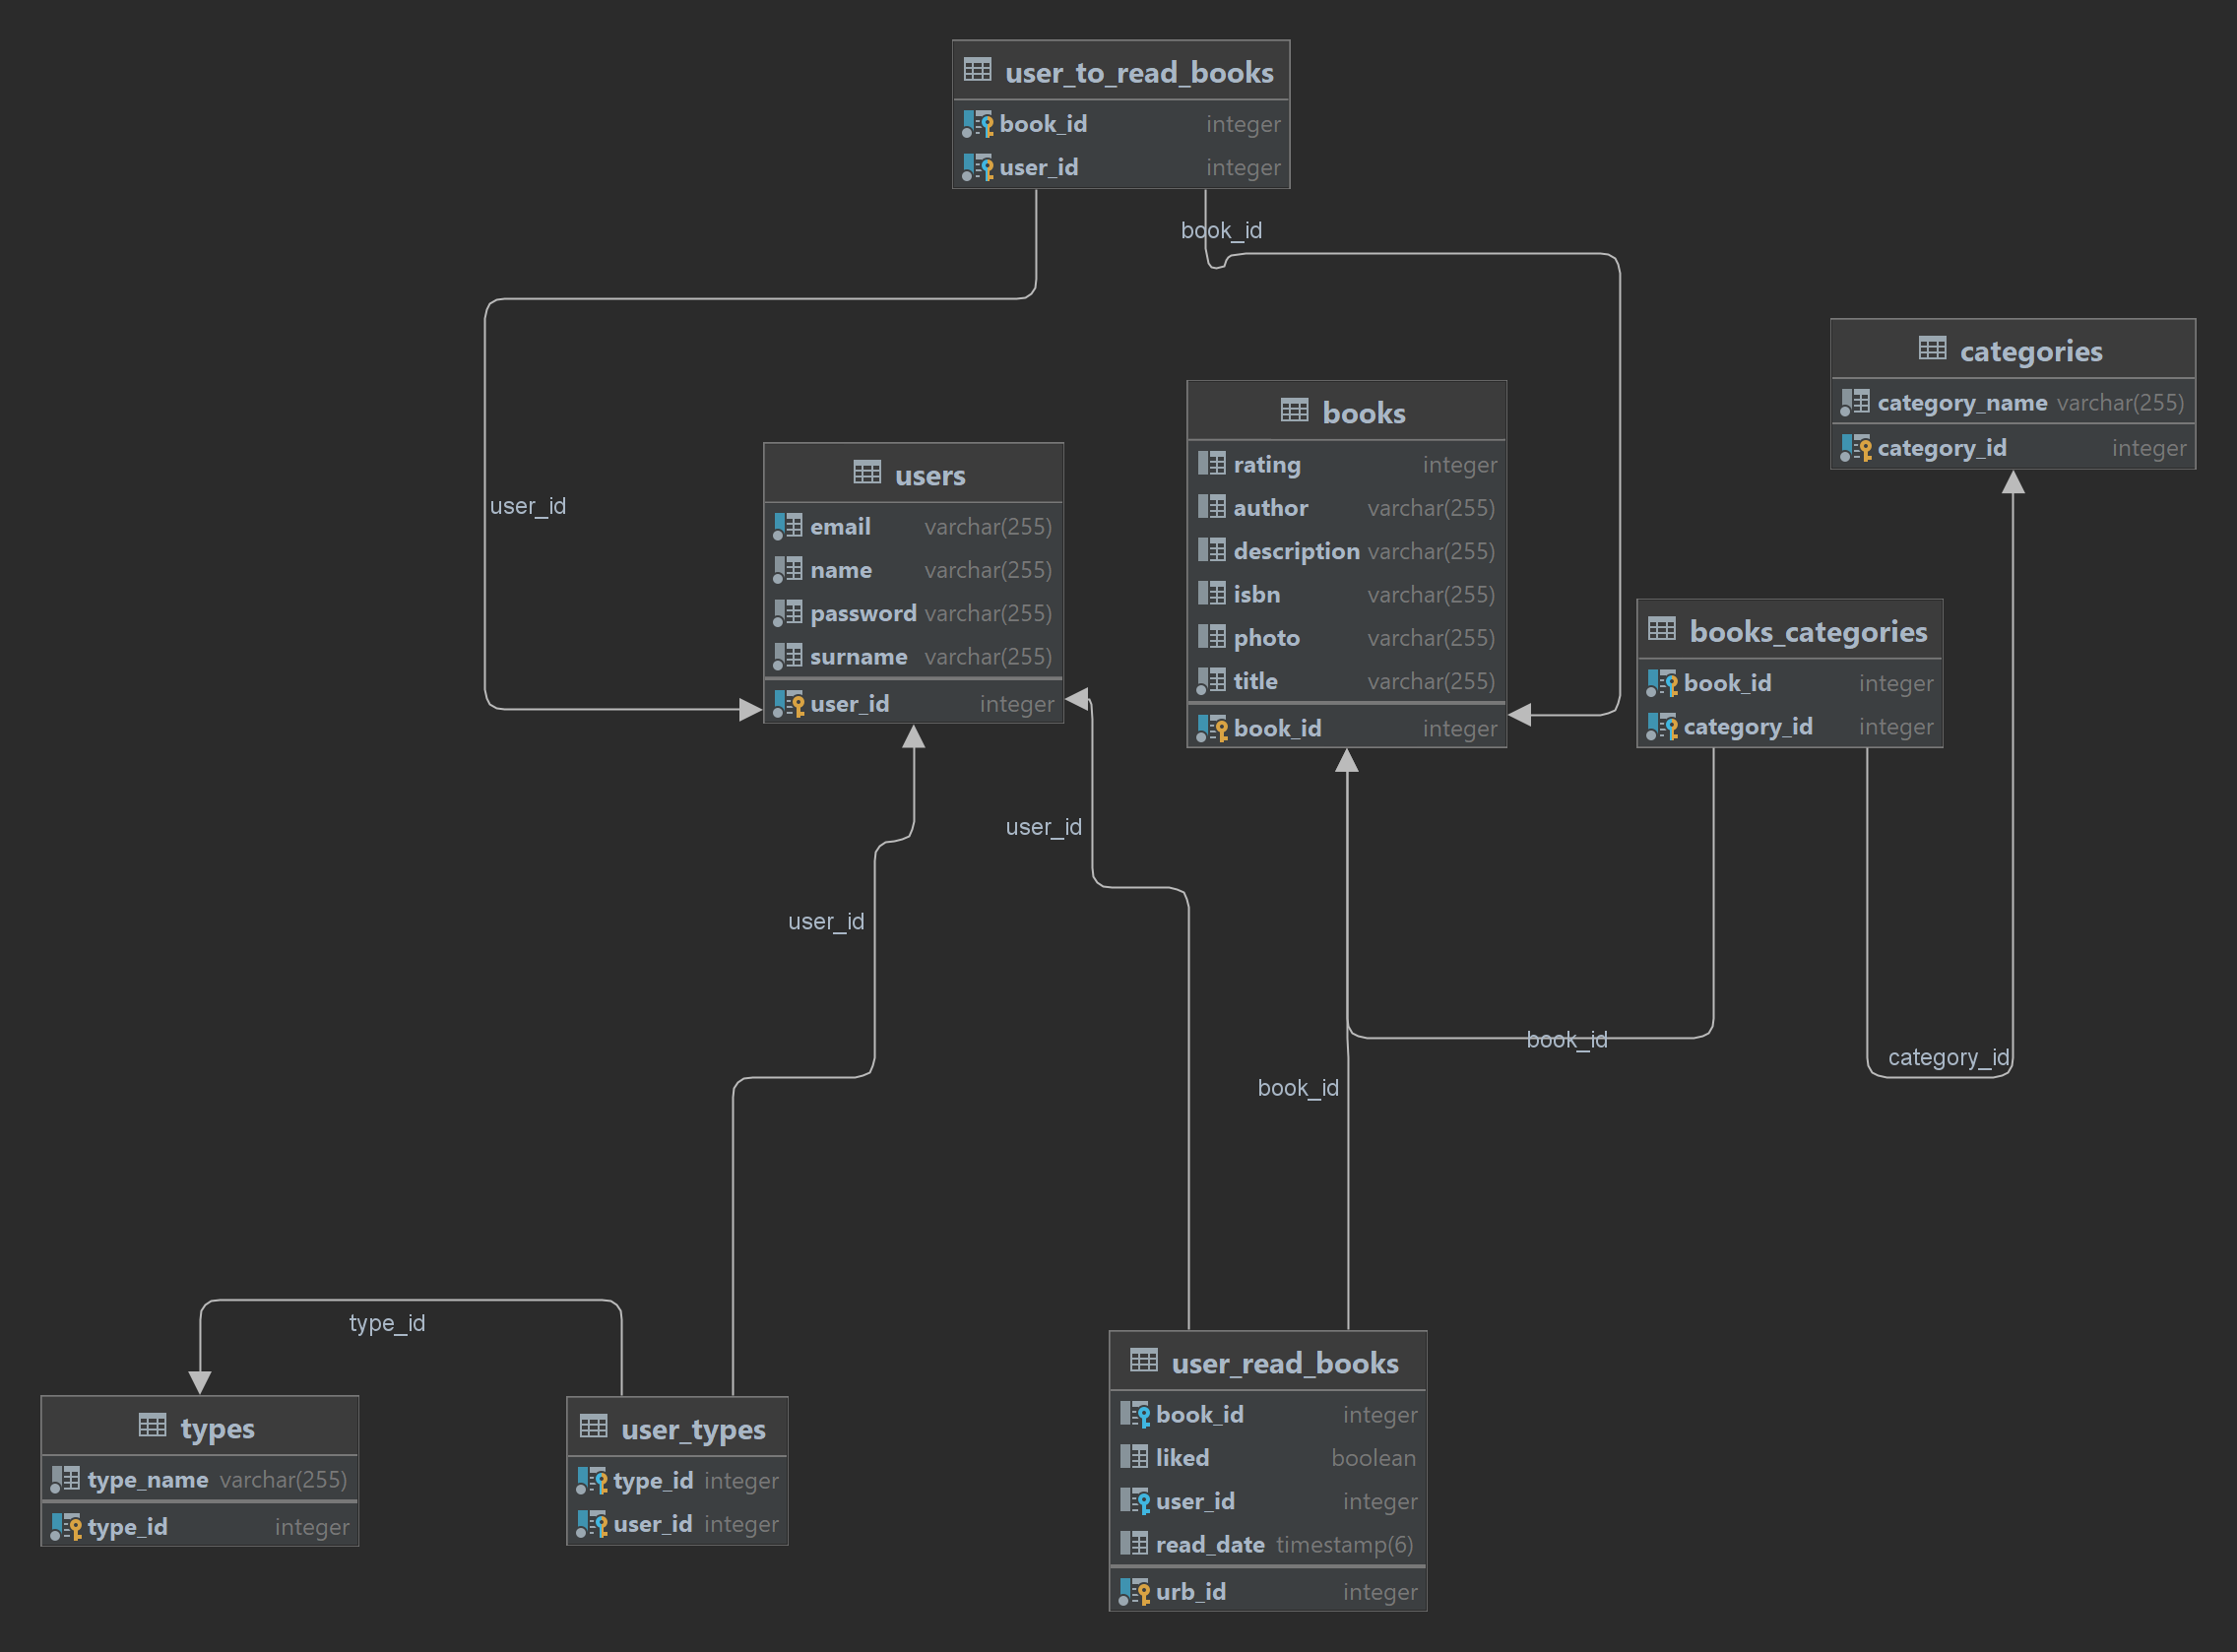 user_to_read_books
book_id integer
user_id integer
book_id
categories
category_name varchar(255)
category_id integer
books
rating integer
author varchar(255)
description varchar(255)
isbn varchar(255)
photo varchar(255)
title varchar(255)
book_id integer
users
email varchar(255)
name varchar(255)
password varchar(255)
surname varchar(255)
user_id integer
user_id
books_categories
book_id integer
category_id integer
user_id
user_id
book_id
category_id
book_id
type_id
types
type_name varchar(255)
type_id integer
user_types
type_id integer
user_id integer
user_read_books
book_id integer
liked boolean
user_id integer
read_date timestamp(6)
urb_id integer